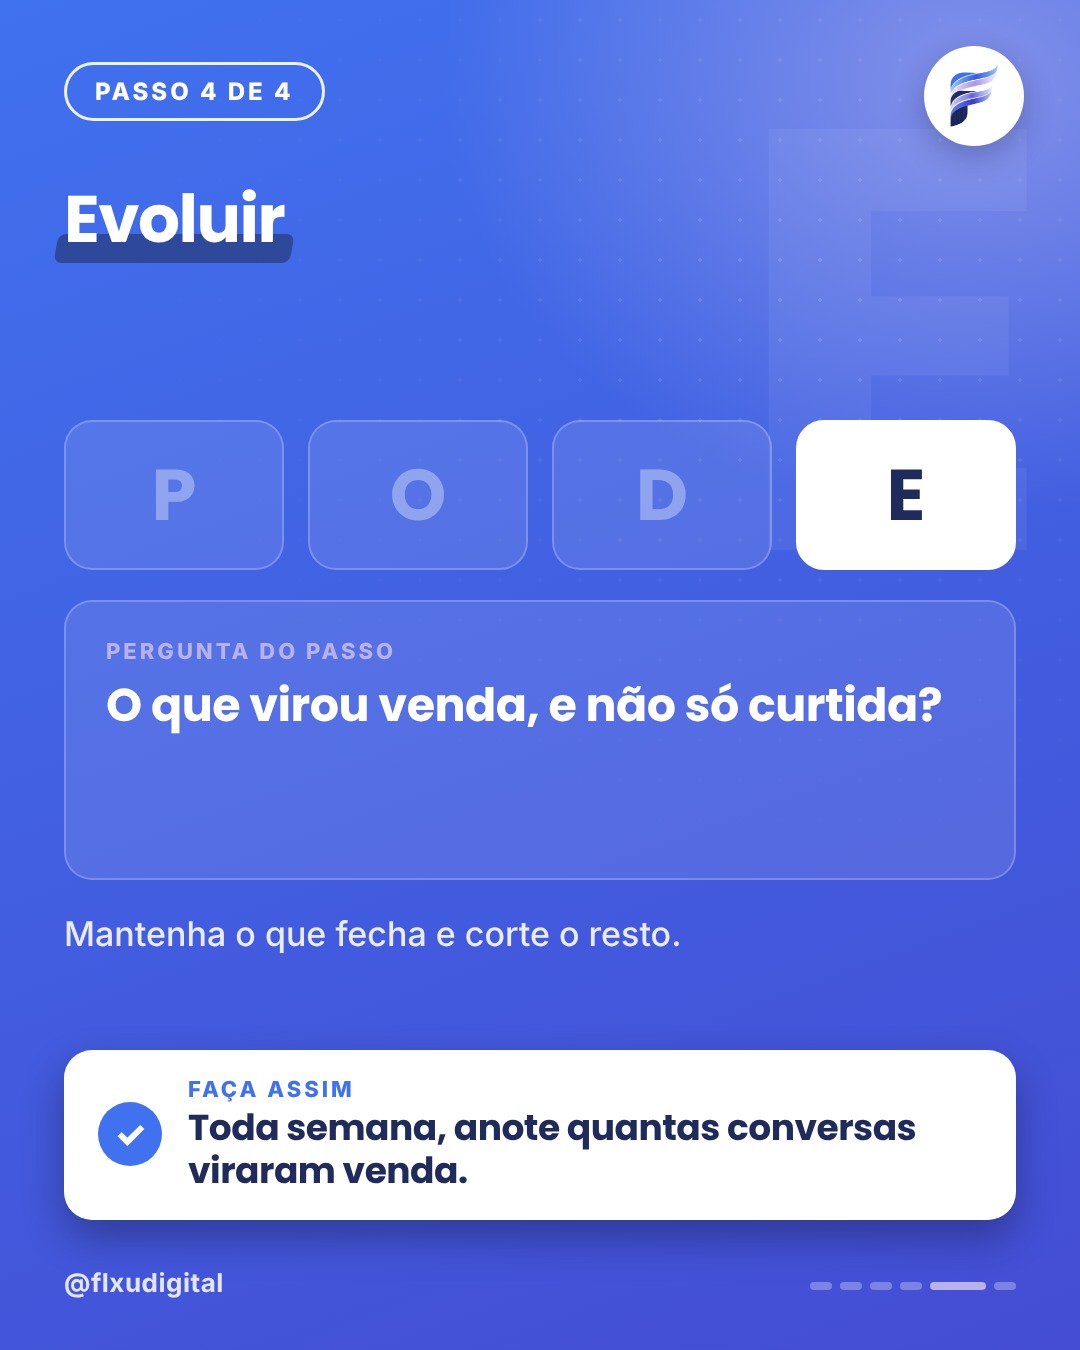 PASSO 4 DE 4
Evoluir
P O D E
PERGUNTA DO PASSO
O que virou venda, e não só curtida?
Mantenha o que fecha e corte o resto.
FAÇA ASSIM
Toda semana, anote quantas conversas
viraram venda.
@flxudigital